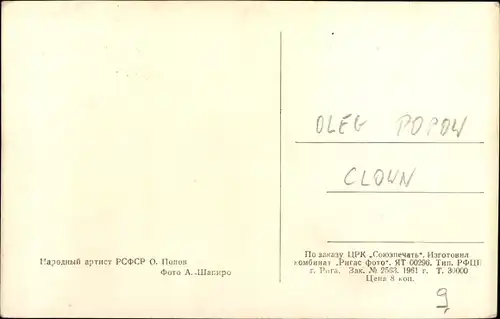 Народный артист РСФСР О. Попов
Фото А. Шапиро
OLEG POPOW
CLOWN
По заказу ЦРК „Союзпечать“. Изготовил
комбинат „Ригас фото“. ЯТ 00296. Тип. РФЦП
г. Рига. Зак. № 2563. 1961 г. Т. 30000
Цена 8 коп.
9